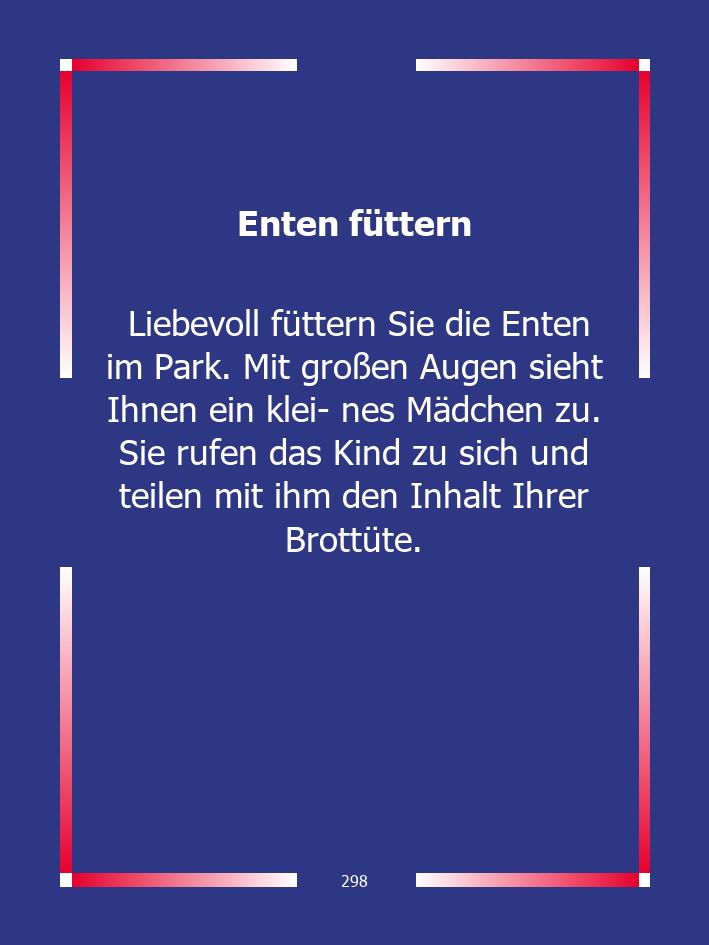 Enten füttern
Liebevoll füttern Sie die Enten
im Park. Mit großen Augen sieht
Ihnen ein klei- nes Mädchen zu.
Sie rufen das Kind zu sich und
teilen mit ihm den Inhalt Ihrer
Brottüte.
298